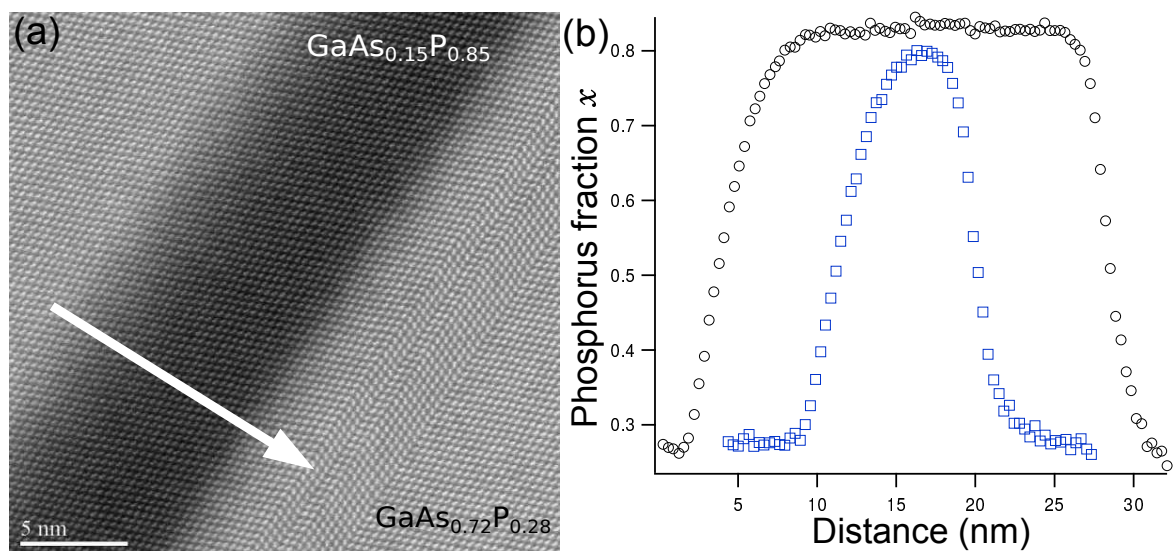 (a)
GaAs0.15P0.85
GaAs0.72P0.28
5 nm
(b)
Phosphorus fraction x
0.8
0.7
0.6
0.5
0.4
0.3
5 10 15 20 25 30
Distance (nm)